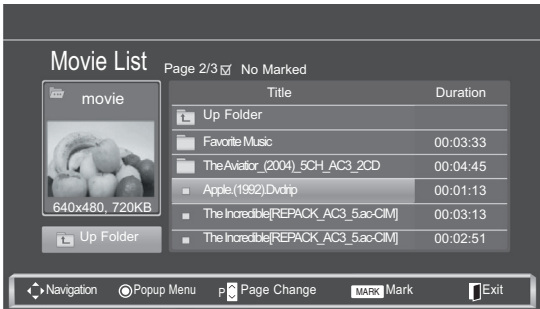 Movie List
Page 2/3 No Marked
movie
640x480, 720KB
Up Folder
Title Duration
Up Folder
Favorite Music 00:03:33
The Aviatior_(2004)_5CH_AC3_2CD 00:04:45
Apple.(1992).Dvdrip 00:01:13
The Incredible[REPACK_AC3_5.ac-CIM] 00:03:13
The Incredible[REPACK_AC3_5.ac-CIM] 00:02:51
Navigation Popup Menu P Page Change MARK Mark Exit